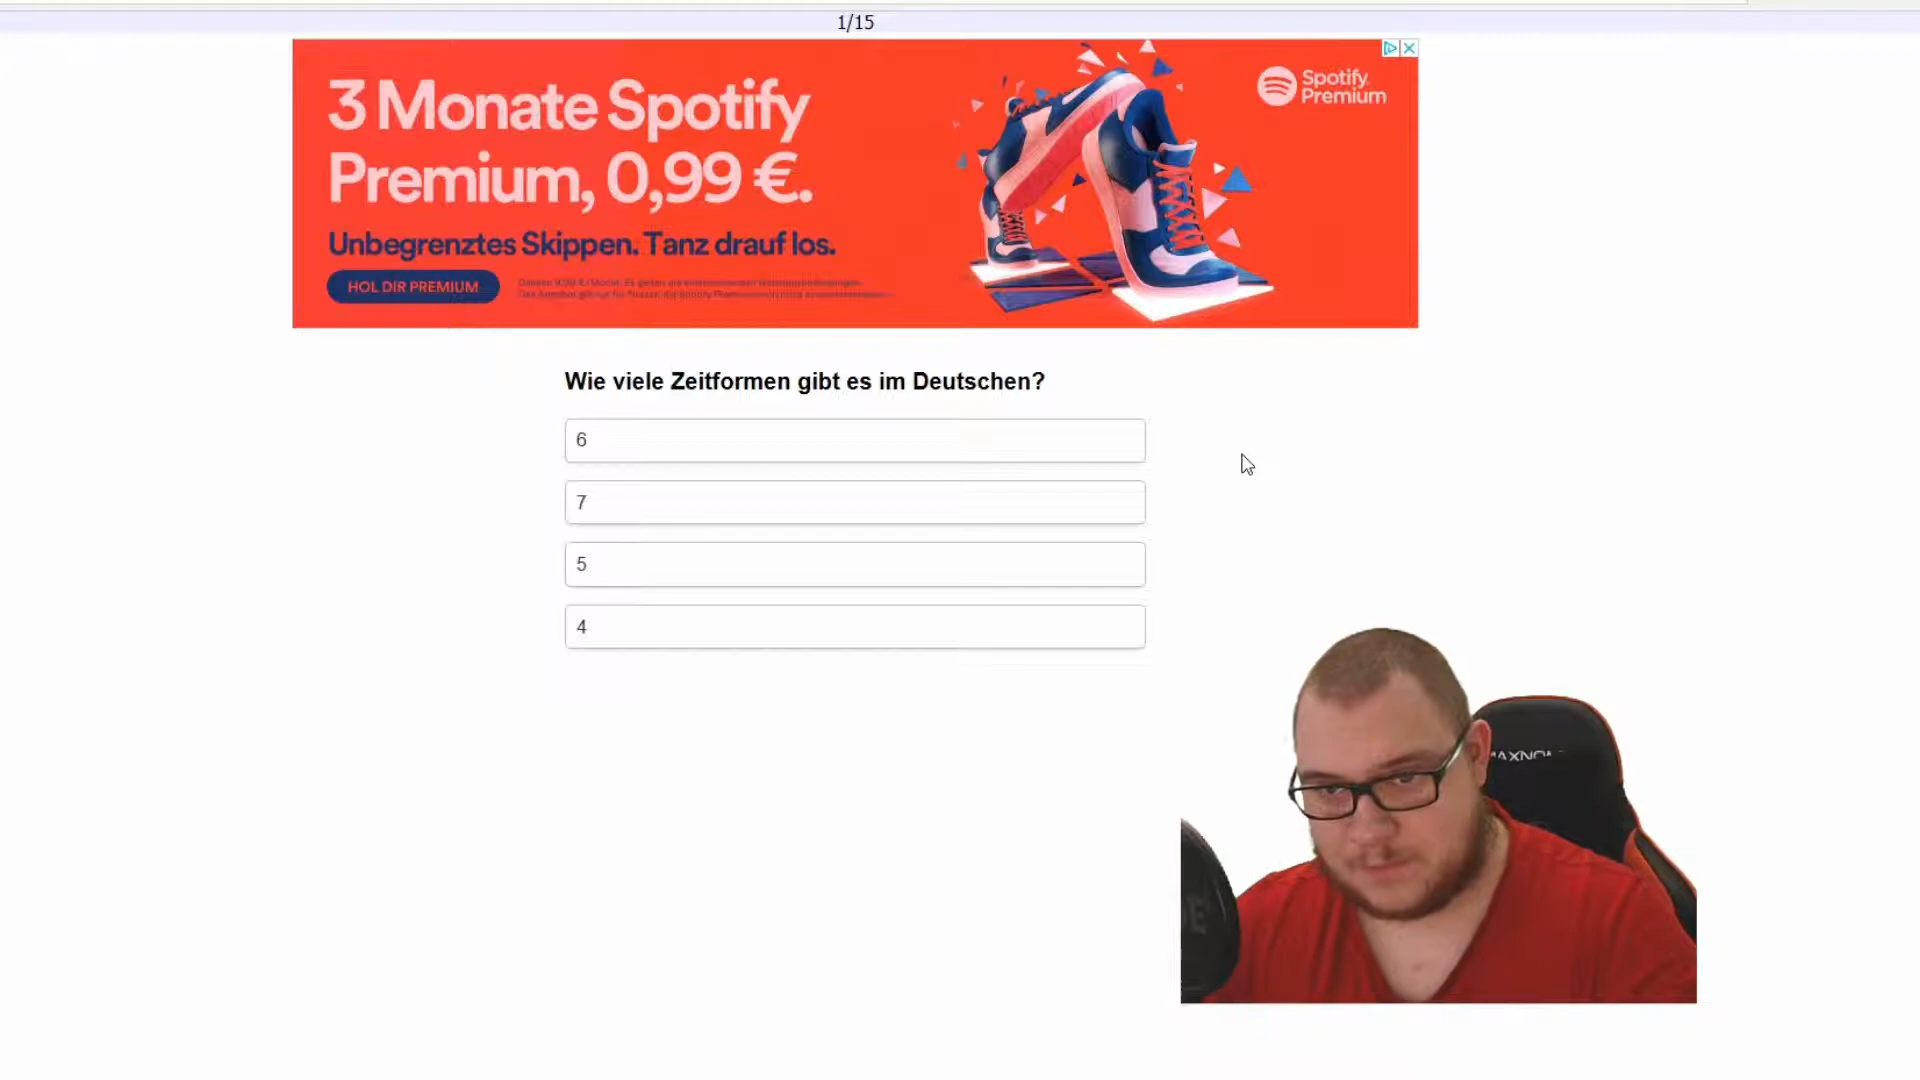 1/15
3 Monate Spotify
Premium, 0,99 €.
Unbegrenztes Skippen. Tanz drauf los.
HOL DIR PREMIUM
Spotify
Premium
Wie viele Zeitformen gibt es im Deutschen?
6
7
5
4